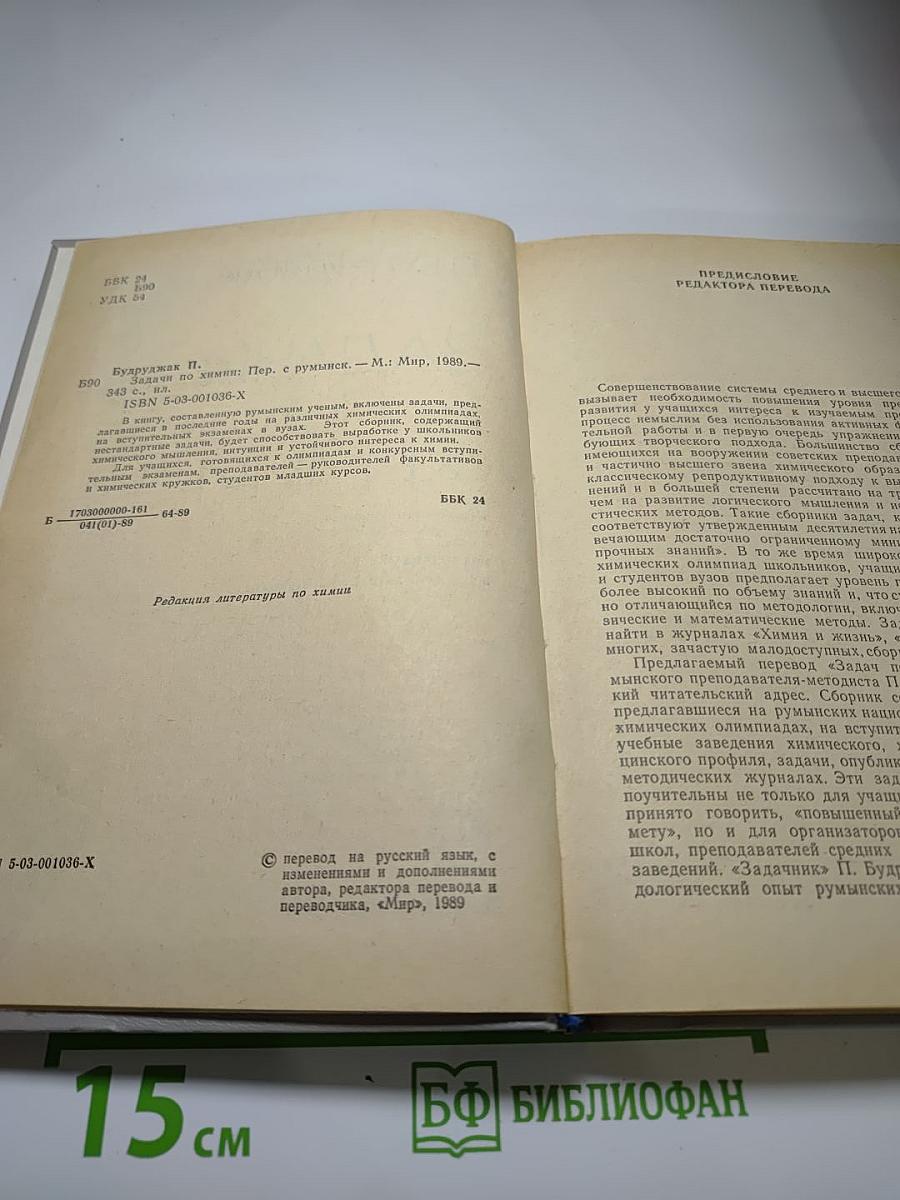 ББК 24
Б90
УДК 54
Будруджак П.
Б90 Задачи по химии: Пер. с румынск. — М.: Мир, 1989.—
343 с., ил.
ISBN 5-03-001036-X
В книгу, составленную румынским ученым, включены задачи, пред-
лагавшиеся в последние годы на различных химических олимпиадах,
на вступительных экзаменах в вузах. Этот сборник, содержащий
нестандартные задачи, будет способствовать выработке у школьников
химического мышления, интуиции и устойчивого интереса к химии.
Для учащихся, готовящихся к олимпиадам и конкурсным вступи-
тельным экзаменам, преподавателей — руководителей факультативов
и химических кружков, студентов младших курсов.
ББК 24
Б 1703000000-161
041(01)-89 64-89
Редакция литературы по химии
5-03-001036-X
© перевод на русский язык, с
изменениями и дополнениями
автора, редактора перевода и
переводчика, «Мир», 1989
ПРЕДИСЛОВИЕ
РЕДАКТОРА ПЕРЕВОДА
Совершенствование системы среднего и высшего
вызывает необходимость повышения уровня пре
развития у учащихся интереса к изучаемым пре
процесс немыслим без использования активных ф
тельной работы и в первую очередь упражнени
бующих творческого подхода. Большинство сб
имеющихся на вооружении советских преподав
и частично высшего звена химического образ
классическому репродуктивному подходу к вы
нений и в большей степени рассчитано на тр
чем на развитие логического мышления и
стических методов. Такие сборники задач, к
соответствуют утвержденным десятилетия на
вечающим достаточно ограниченному мини
прочных знаний». В то же время широко
химических олимпиад школьников, учащи
и студентов вузов предполагает уровень п
более высокий по объему знаний и, что с
но отличающийся по методологии, включ
зические и математические методы. Зад
найти в журналах «Химия и жизнь», «
многих, зачастую малодоступных, сбор
Предлагаемый перевод «Задач п
мынского преподавателя-методиста П
кий читательский адрес. Сборник с
предлагавшиеся на румынских нацио
химических олимпиадах, на вступит
учебные заведения химического, х
цинского профиля, задачи, опублик
методических журналах. Эти зад
поучительны не только для учащ
принято говорить, «повышенный
мету», но и для организаторо
школ, преподавателей средних
заведений. «Задачник» П. Будр
дологический опыт румынских
15 см
БФ БИБЛИОФАН